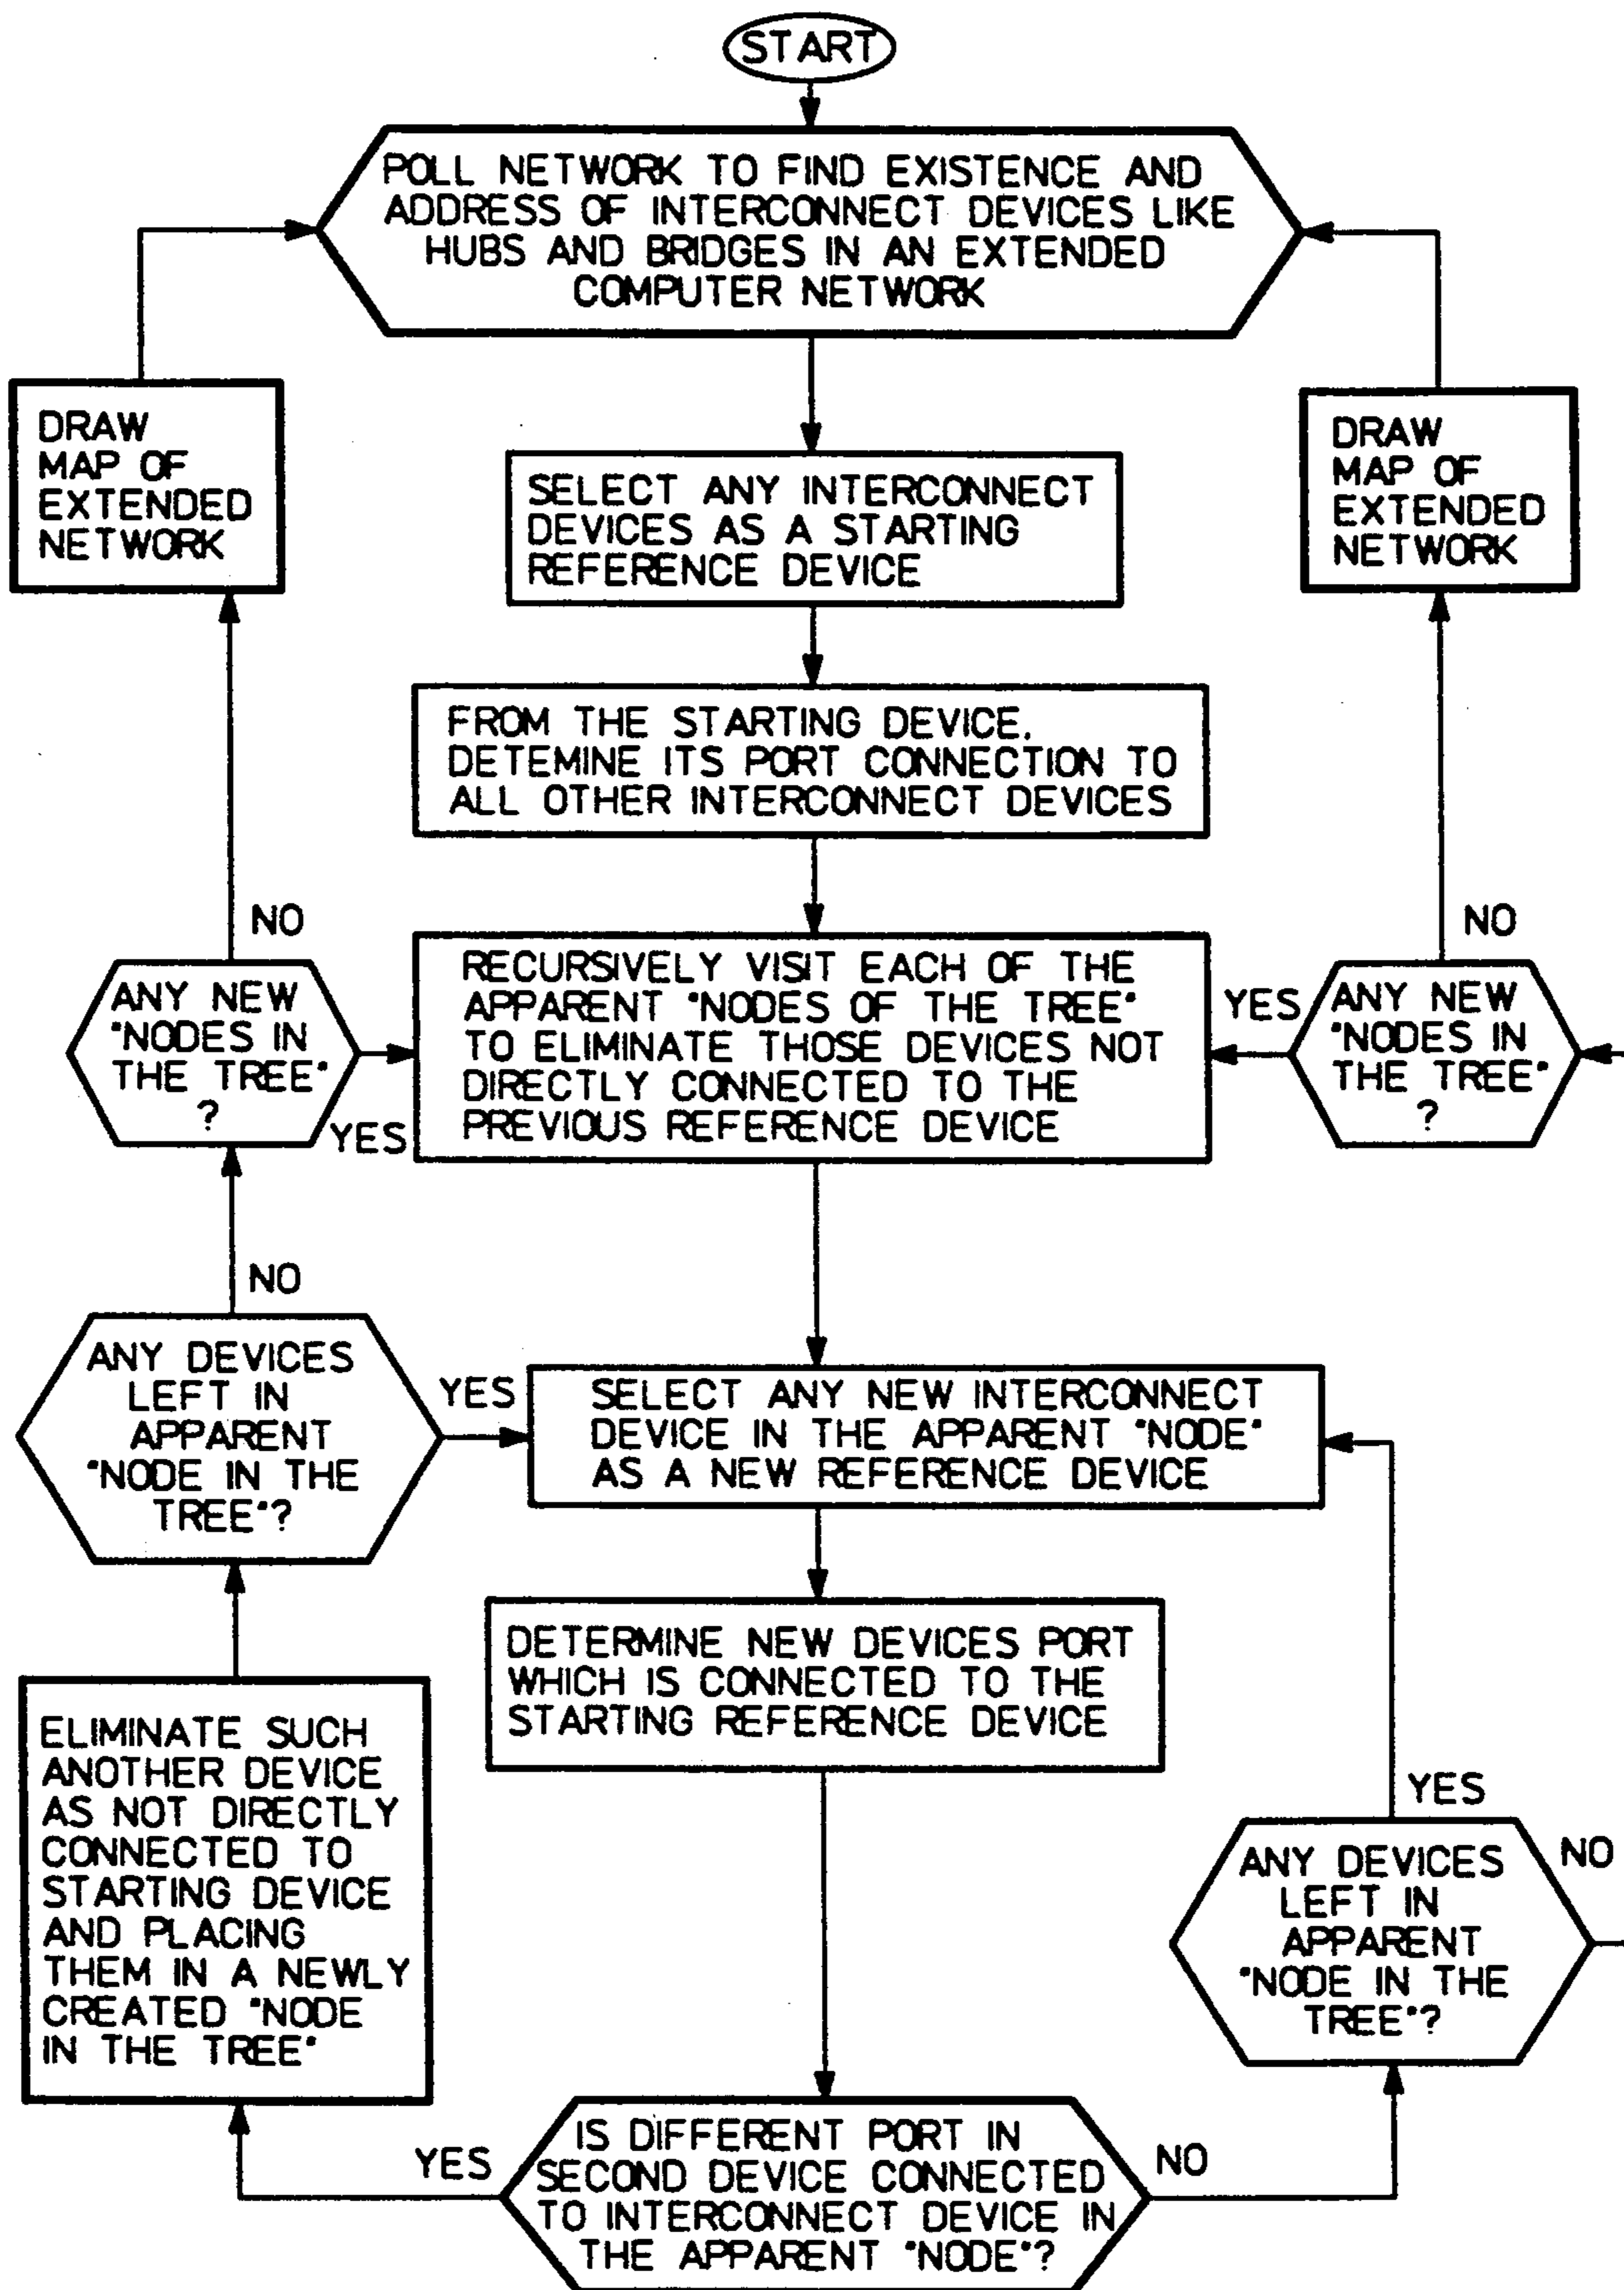 START
POLL NETWORK TO FIND EXISTENCE AND
ADDRESS OF INTERCONNECT DEVICES LIKE
HUBS AND BRIDGES IN AN EXTENDED
COMPUTER NETWORK
DRAW
MAP OF
EXTENDED
NETWORK
SELECT ANY INTERCONNECT
DEVICES AS A STARTING
REFERENCE DEVICE
DRAW
MAP OF
EXTENDED
NETWORK
FROM THE STARTING DEVICE,
DETEMINE ITS PORT CONNECTION TO
ALL OTHER INTERCONNECT DEVICES
NO
NO
ANY NEW
"NODES IN
THE TREE"
?
YES
RECURSIVELY VISIT EACH OF THE
APPARENT "NODES OF THE TREE"
TO ELIMINATE THOSE DEVICES NOT
DIRECTLY CONNECTED TO THE
PREVIOUS REFERENCE DEVICE
YES
ANY NEW
"NODES IN
THE TREE"
?
NO
ANY DEVICES
LEFT IN
APPARENT
"NODE IN THE
TREE"?
YES
SELECT ANY NEW INTERCONNECT
DEVICE IN THE APPARENT "NODE"
AS A NEW REFERENCE DEVICE
DETERMINE NEW DEVICES PORT
WHICH IS CONNECTED TO THE
STARTING REFERENCE DEVICE
ELIMINATE SUCH
ANOTHER DEVICE
AS NOT DIRECTLY
CONNECTED TO
STARTING DEVICE
AND PLACING
THEM IN A NEWLY
CREATED "NODE
IN THE TREE"
YES
ANY DEVICES
LEFT IN
APPARENT
"NODE IN THE
TREE"?
NO
YES
IS DIFFERENT PORT IN
SECOND DEVICE CONNECTED
TO INTERCONNECT DEVICE IN
THE APPARENT "NODE"?
NO